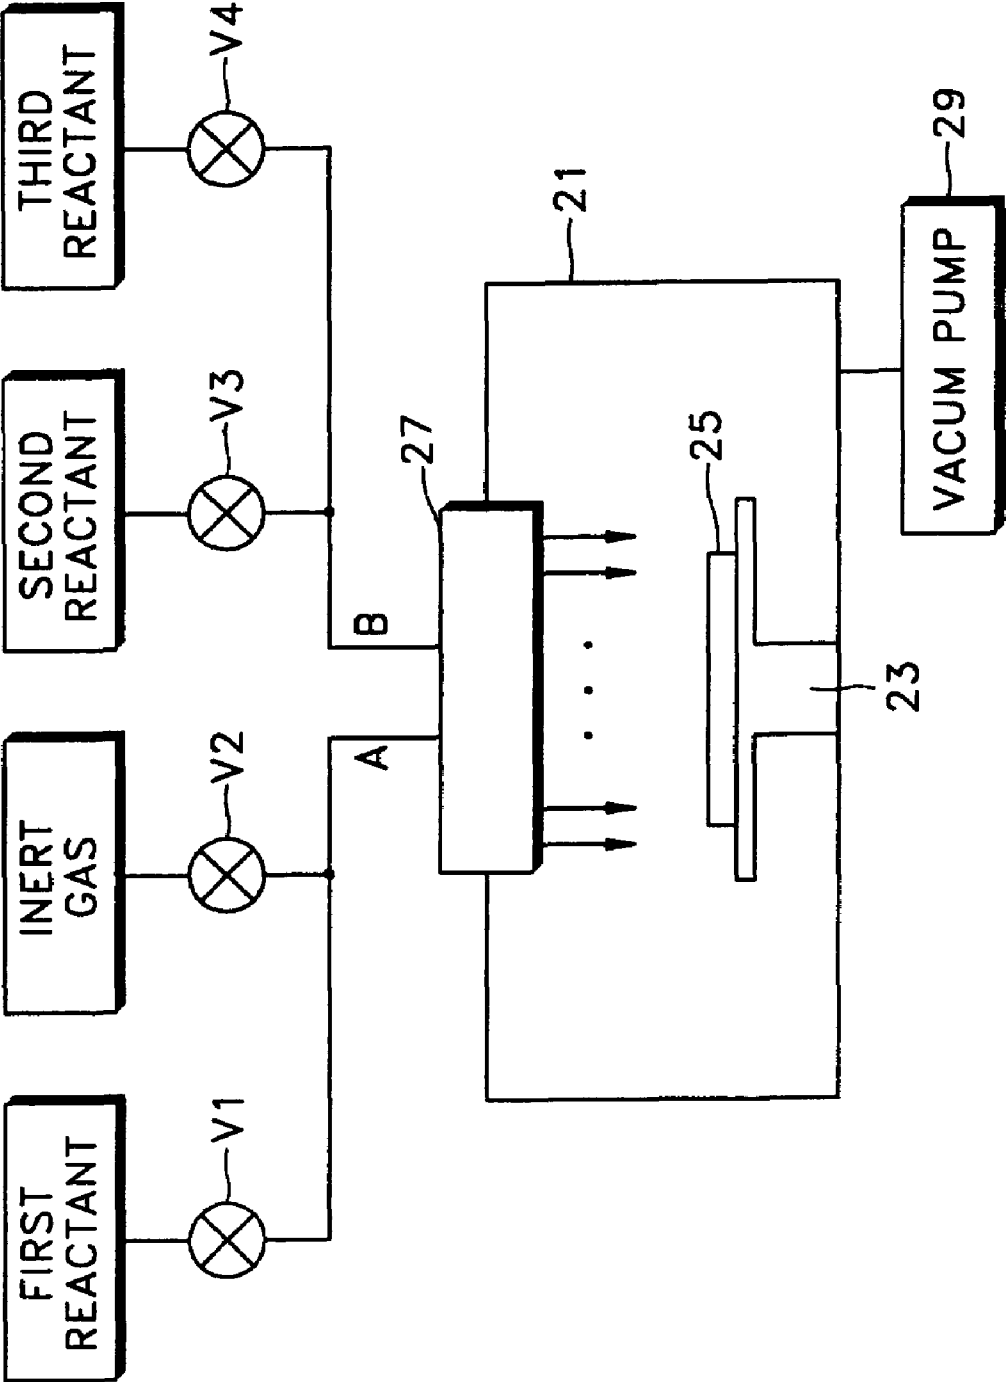 FIRST
REACTANT
INERT
GAS
SECOND
REACTANT
THIRD
REACTANT
V1
V2
V3
V4
A
B
27
21
25
23
VACUM PUMP
29